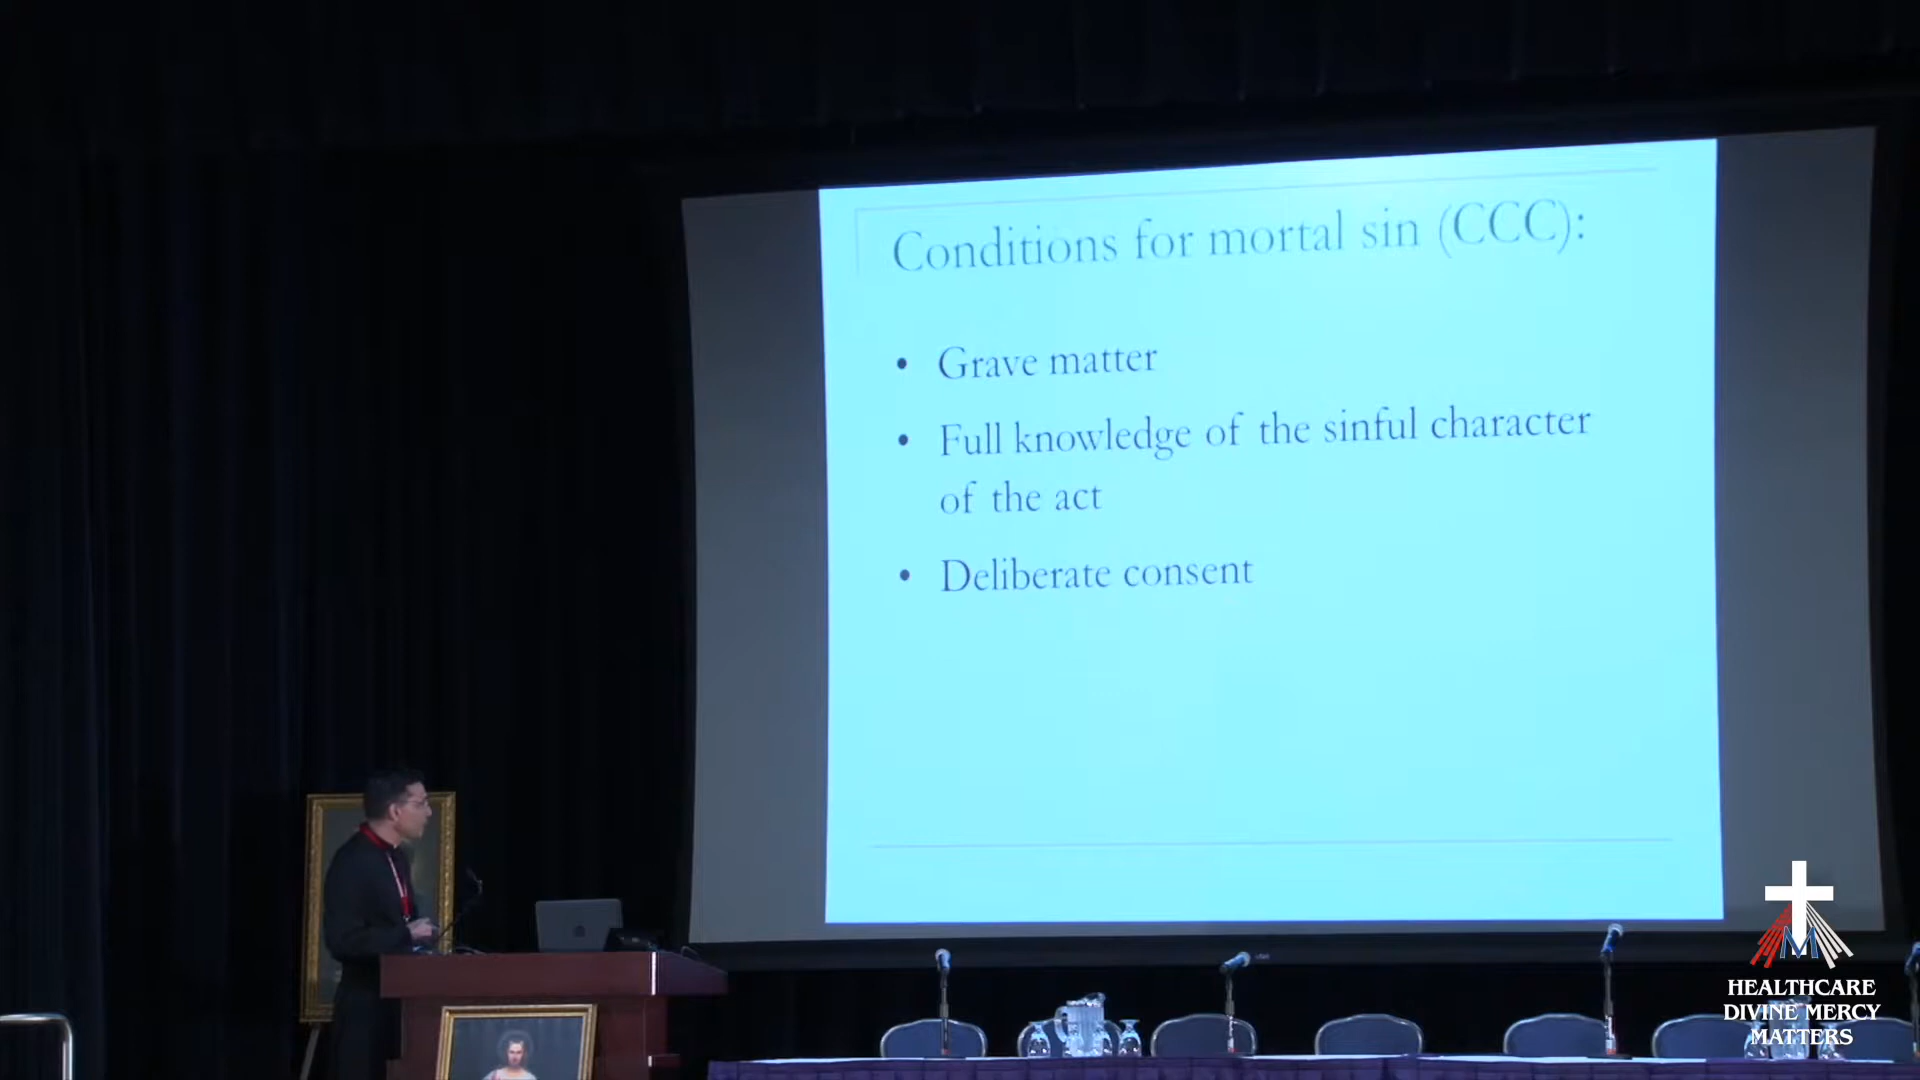 Conditions for mortal sin (CCC):
• Grave matter
• Full knowledge of the sinful character
of the act
• Deliberate consent
HEALTHCARE
DIVINE MERCY
MATTERS